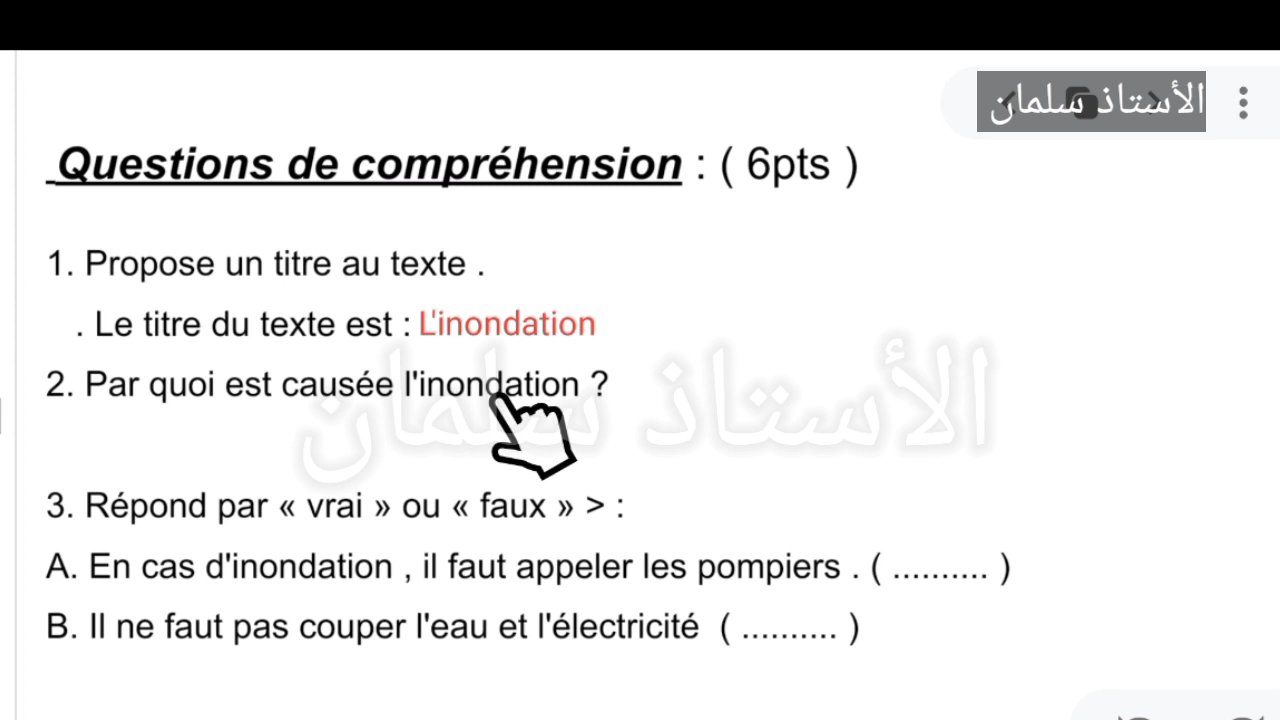 الأستاذ سلمان
Questions de compréhension : ( 6pts )
1. Propose un titre au texte .
. Le titre du texte est : L'inondation
2. Par quoi est causée l'inondation ?
الأستاذ سلمان
3. Répond par « vrai » ou « faux » > :
A. En cas d'inondation , il faut appeler les pompiers . ( .......... )
B. Il ne faut pas couper l'eau et l'électricité ( .......... )